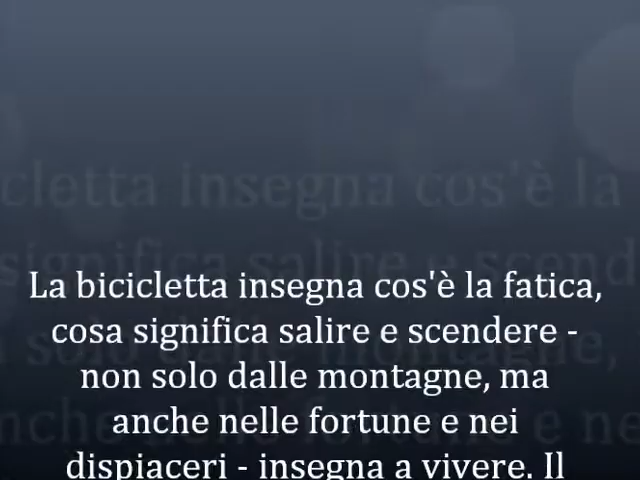 La bicicletta insegna cos'è la fatica,
cosa significa salire e scendere -
non solo dalle montagne, ma
anche nelle fortune e nei
dispiaceri - insegna a vivere. Il